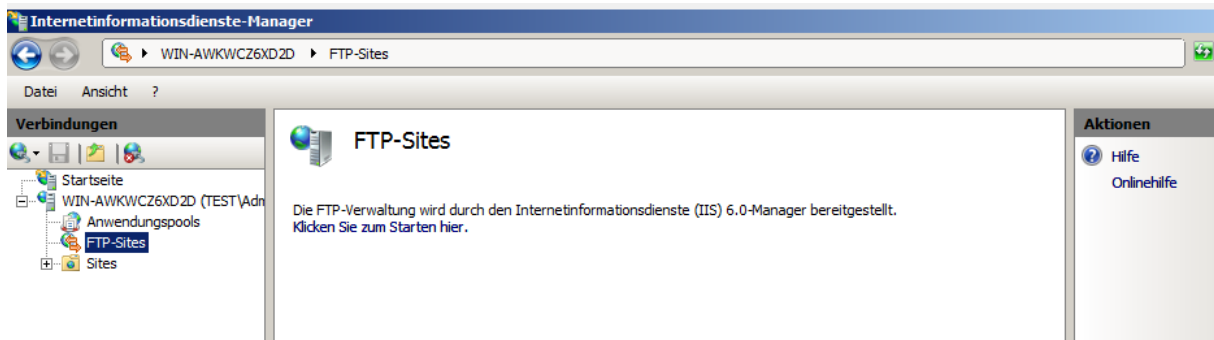 Internetinformationsdienste-Manager
WIN-AWKWCZ6XD2D ▸ FTP-Sites
Datei Ansicht ?
Verbindungen
Startseite
WIN-AWKWCZ6XD2D (TEST\Adm
Anwendungspools
FTP-Sites
Sites
FTP-Sites
Die FTP-Verwaltung wird durch den Internetinformationsdienste (IIS) 6.0-Manager bereitgestellt.
Klicken Sie zum Starten hier.
Aktionen
Hilfe
Onlinehilfe